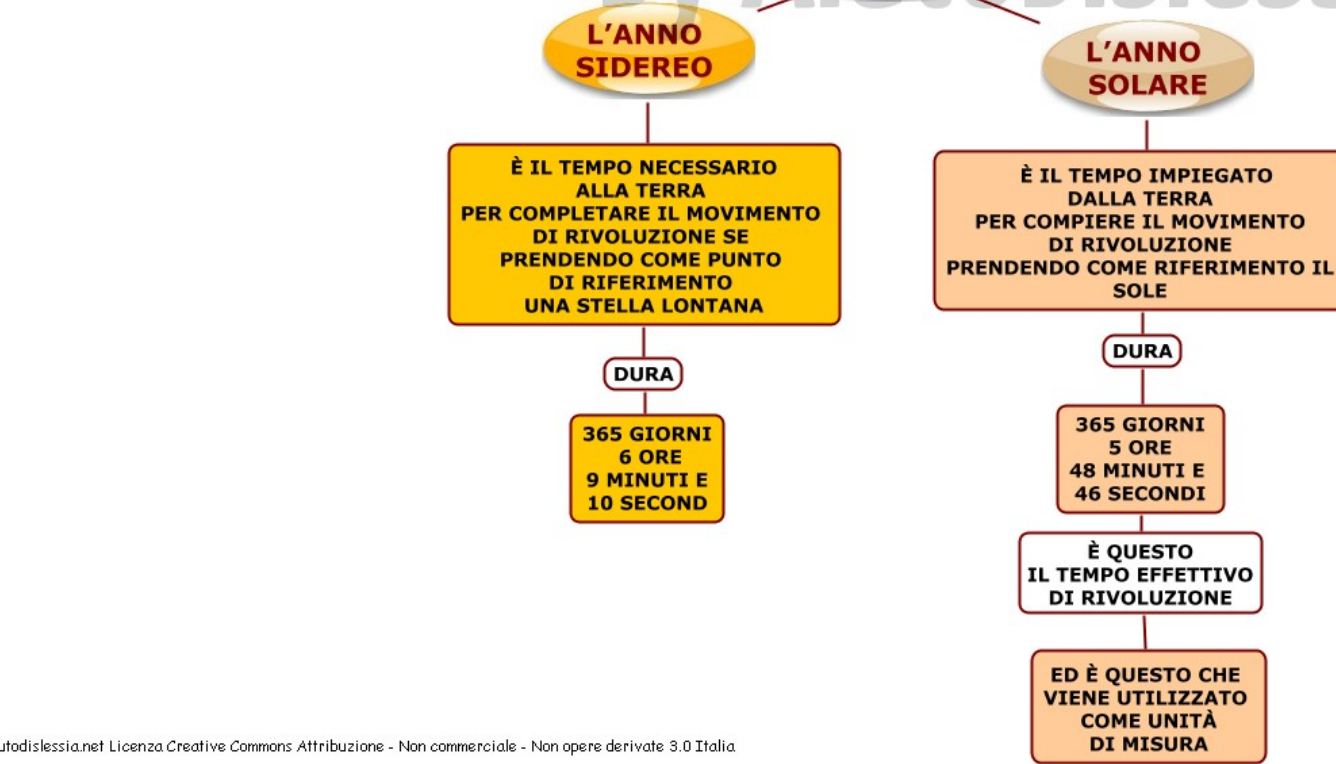 L'ANNO
SIDEREO
È IL TEMPO NECESSARIO
ALLA TERRA
PER COMPLETARE IL MOVIMENTO
DI RIVOLUZIONE SE
PRENDENDO COME PUNTO
DI RIFERIMENTO
UNA STELLA LONTANA
DURA
365 GIORNI
6 ORE
9 MINUTI E
10 SECOND
L'ANNO
SOLARE
È IL TEMPO IMPIEGATO
DALLA TERRA
PER COMPIERE IL MOVIMENTO
DI RIVOLUZIONE
PRENDENDO COME RIFERIMENTO IL
SOLE
DURA
365 GIORNI
5 ORE
48 MINUTI E
46 SECONDI
È QUESTO
IL TEMPO EFFETTIVO
DI RIVOLUZIONE
ED È QUESTO CHE
VIENE UTILIZZATO
COME UNITÀ
DI MISURA
utodislessia.net Licenza Creative Commons Attribuzione - Non commerciale - Non opere derivate 3.0 Italia